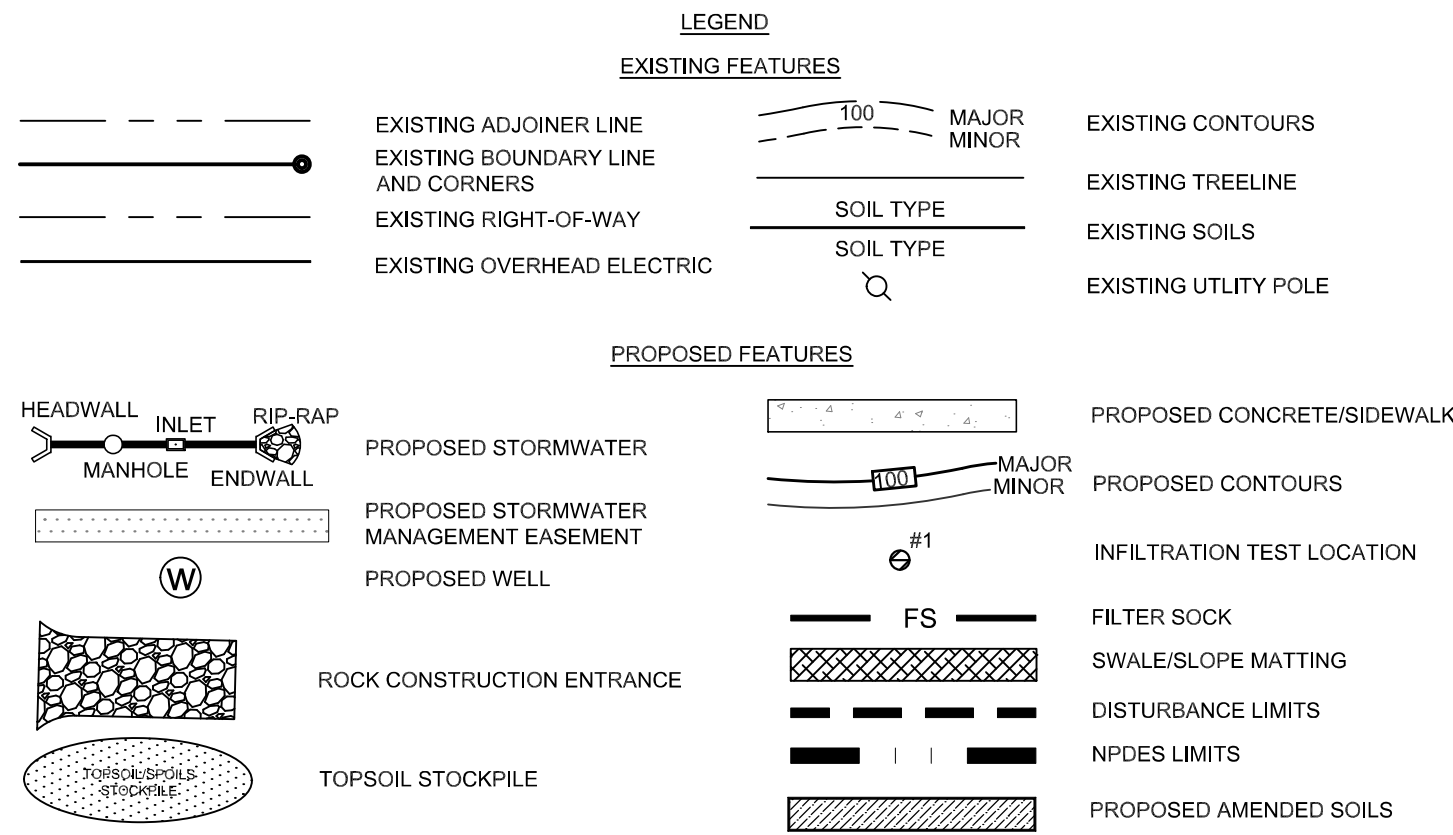 LEGEND
EXISTING FEATURES
EXISTING ADJOINER LINE
EXISTING BOUNDARY LINE
AND CORNERS
EXISTING RIGHT-OF-WAY
EXISTING OVERHEAD ELECTRIC
100
MAJOR
MINOR
EXISTING CONTOURS
EXISTING TREELINE
SOIL TYPE
SOIL TYPE
EXISTING SOILS
EXISTING UTLITY POLE
PROPOSED FEATURES
HEADWALL
INLET
RIP-RAP
MANHOLE
ENDWALL
PROPOSED STORMWATER
PROPOSED STORMWATER
MANAGEMENT EASEMENT
W
PROPOSED WELL
ROCK CONSTRUCTION ENTRANCE
TOPSOIL/SPOILS
STOCKPILE
TOPSOIL STOCKPILE
PROPOSED CONCRETE/SIDEWALK
100
MAJOR
MINOR
PROPOSED CONTOURS
#1
INFILTRATION TEST LOCATION
FS
FILTER SOCK
SWALE/SLOPE MATTING
DISTURBANCE LIMITS
NPDES LIMITS
PROPOSED AMENDED SOILS